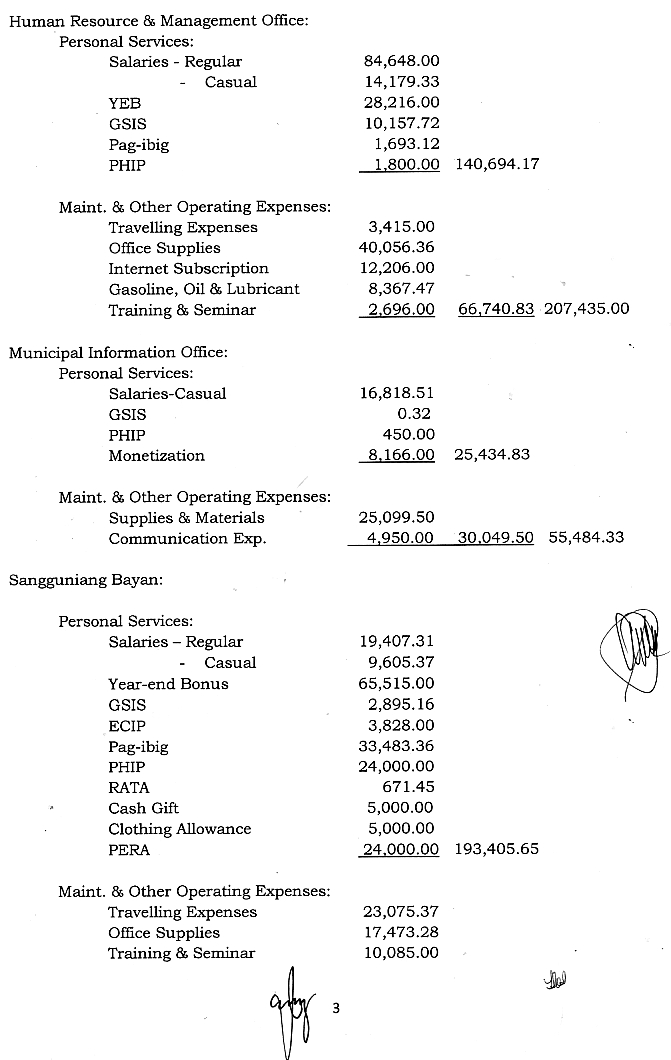 Human Resource & Management Office:
Personal Services:
Salaries - Regular 84,648.00
- Casual 14,179.33
YEB 28,216.00
GSIS 10,157.72
Pag-ibig 1,693.12
PHIP 1,800.00 140,694.17
Maint. & Other Operating Expenses:
Travelling Expenses 3,415.00
Office Supplies 40,056.36
Internet Subscription 12,206.00
Gasoline, Oil & Lubricant 8,367.47
Training & Seminar 2,696.00 66,740.83 207,435.00
Municipal Information Office:
Personal Services:
Salaries-Casual 16,818.51
GSIS 0.32
PHIP 450.00
Monetization 8,166.00 25,434.83
Maint. & Other Operating Expenses:
Supplies & Materials 25,099.50
Communication Exp. 4,950.00 30,049.50 55,484.33
Sangguniang Bayan:
Personal Services:
Salaries – Regular 19,407.31
- Casual 9,605.37
Year-end Bonus 65,515.00
GSIS 2,895.16
ECIP 3,828.00
Pag-ibig 33,483.36
PHIP 24,000.00
RATA 671.45
Cash Gift 5,000.00
Clothing Allowance 5,000.00
PERA 24,000.00 193,405.65
Maint. & Other Operating Expenses:
Travelling Expenses 23,075.37
Office Supplies 17,473.28
Training & Seminar 10,085.00
3